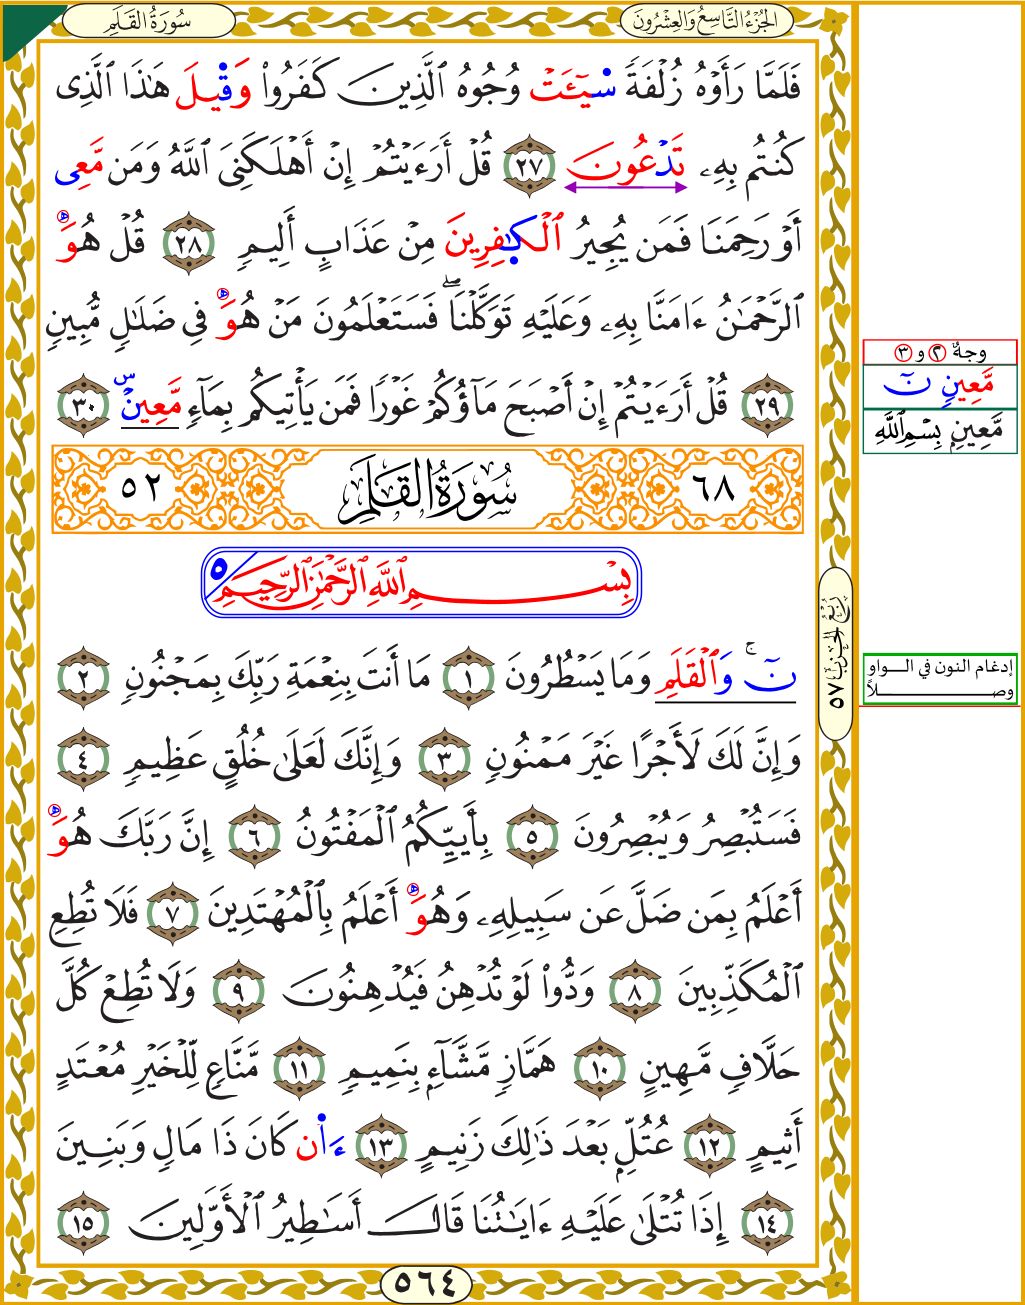 سُورَةُ القَلَمِ
الجُزءُ التَّاسِعُ وَالعِشْرُونَ
فَلَمَّا رَأَوْهُ زُلْفَةً سِيٓـَٔتْ وُجُوهُ ٱلَّذِينَ كَفَرُوا۟ وَقِيلَ هَٰذَا ٱلَّذِى
كُنتُم بِهِۦ تَدَّعُونَ ٢٧ قُلْ أَرَءَيْتُمْ إِنْ أَهْلَكَنِىَ ٱللَّهُ وَمَن مَّعِى
أَوْ رَحِمَنَا فَمَن يُجِيرُ ٱلْكَٰفِرِينَ مِنْ عَذَابٍ أَلِيمٍ ٢٨ قُلْ هُوَ
ٱلرَّحْمَٰنُ ءَامَنَّا بِهِۦ وَعَلَيْهِ تَوَكَّلْنَا ۖ فَسَتَعْلَمُونَ مَنْ هُوَ فِى ضَلَٰلٍ مُّبِينٍ
٢٩ قُلْ أَرَءَيْتُمْ إِنْ أَصْبَحَ مَآؤُكُمْ غَوْرًا فَمَن يَأْتِيكُم بِمَآءٍ مَّعِينٍۭ ٣٠
٦٨ سُورَةُ القَلَمِ ٥٢
بِسْمِ ٱللَّهِ ٱلرَّحْمَٰنِ ٱلرَّحِيمِ ٥
نٓ ۚ وَٱلْقَلَمِ وَمَا يَسْطُرُونَ ١ مَا أَنتَ بِنِعْمَةِ رَبِّكَ بِمَجْنُونٍ ٢
وَإِنَّ لَكَ لَأَجْرًا غَيْرَ مَمْنُونٍ ٣ وَإِنَّكَ لَعَلَىٰ خُلُقٍ عَظِيمٍ ٤
فَسَتُبْصِرُ وَيُبْصِرُونَ ٥ بِأَييِّكُمُ ٱلْمَفْتُونُ ٦ إِنَّ رَبَّكَ هُوَ
أَعْلَمُ بِمَن ضَلَّ عَن سَبِيلِهِۦ وَهُوَ أَعْلَمُ بِٱلْمُهْتَدِينَ ٧ فَلَا تُطِعِ
ٱلْمُكَذِّبِينَ ٨ وَدُّوا۟ لَوْ تُدْهِنُ فَيُدْهِنُونَ ٩ وَلَا تُطِعْ كُلَّ
حَلَّافٍ مَّهِينٍ ١٠ هَمَّازٍ مَّشَّآءٍ بِنَمِيمٍ ١١ مَّنَّاعٍ لِّلْخَيْرِ مُعْتَدٍ
أَثِيمٍ ١٢ عُتُلٍّ بَعْدَ ذَٰلِكَ زَنِيمٍ ١٣ ءَأَن كَانَ ذَا مَالٍ وَبَنِينَ
١٤ إِذَا تُتْلَىٰ عَلَيْهِ ءَايَٰتُنَا قَالَ أَسَٰطِيرُ ٱلْأَوَّلِينَ ١٥
٥٦٤
وجهُ ٢ و ٣
مَّعِينٍ نٓ
مَّعِينٍ بِسْمِ ٱللَّهِ
رُبْعُ الحِزْبِ ٥٧
إدغام النون في الـواو
وصـلاً